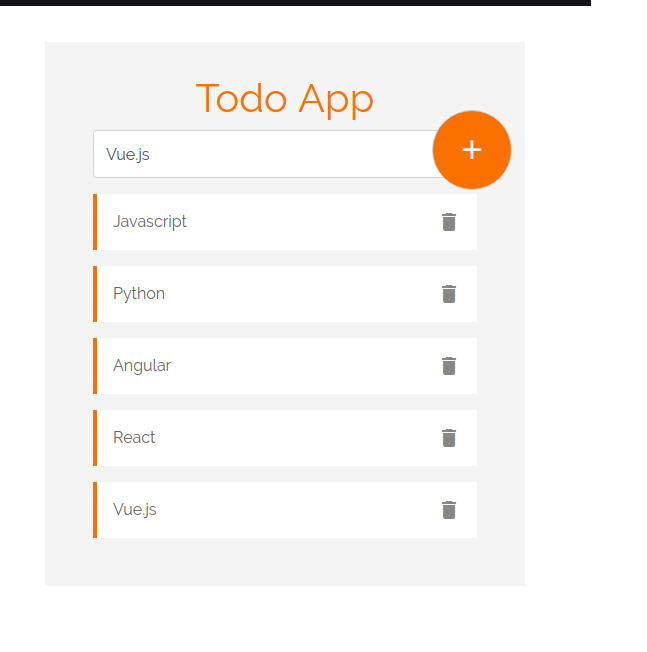 Todo App
Vue.js
Javascript
Python
Angular
React
Vue.js